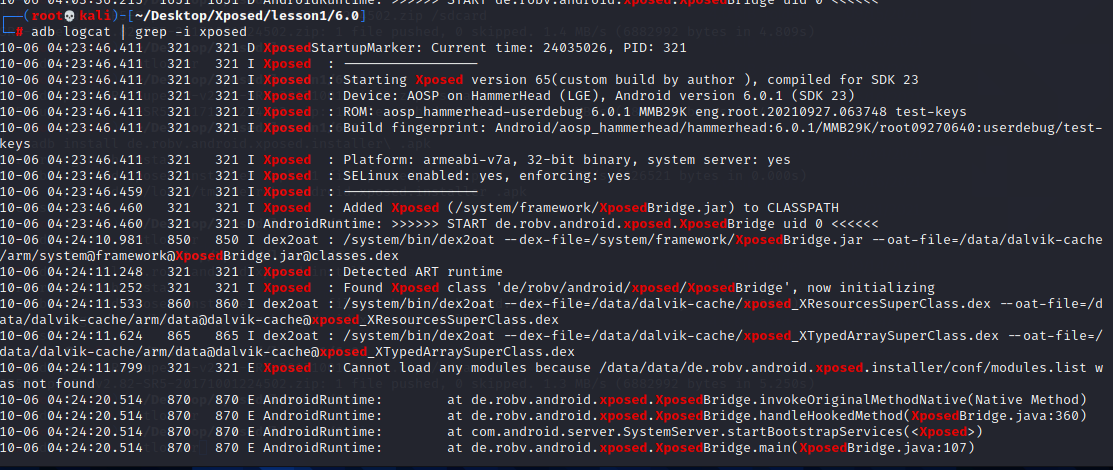 10-06 04:03:50.215 1051 1051 D AndroidRuntime: >>>>>> START de.robv.android.xposed.XposedBridge uid 0 <<<<<<
┌──(root💀kali)-[~/Desktop/Xposed/lesson1/6.0]
└─# adb logcat | grep -i xposed
10-06 04:23:46.411   321   321 D XposedStartupMarker: Current time: 24035026, PID: 321
10-06 04:23:46.411   321   321 I Xposed  : -----------------
10-06 04:23:46.411   321   321 I Xposed  : Starting Xposed version 65(custom build by author ), compiled for SDK 23
10-06 04:23:46.411   321   321 I Xposed  : Device: AOSP on HammerHead (LGE), Android version 6.0.1 (SDK 23)
10-06 04:23:46.411   321   321 I Xposed  : ROM: aosp_hammerhead-userdebug 6.0.1 MMB29K eng.root.20210927.063748 test-keys
10-06 04:23:46.411   321   321 I Xposed  : Build fingerprint: Android/aosp_hammerhead/hammerhead:6.0.1/MMB29K/root09270640:userdebug/test-
keys
10-06 04:23:46.411   321   321 I Xposed  : Platform: armeabi-v7a, 32-bit binary, system server: yes
10-06 04:23:46.411   321   321 I Xposed  : SELinux enabled: yes, enforcing: yes
10-06 04:23:46.459   321   321 I Xposed  : -----------------
10-06 04:23:46.460   321   321 I Xposed  : Added Xposed (/system/framework/XposedBridge.jar) to CLASSPATH
10-06 04:23:46.460   321   321 D AndroidRuntime: >>>>>> START de.robv.android.xposed.XposedBridge uid 0 <<<<<<
10-06 04:24:10.981   850   850 I dex2oat : /system/bin/dex2oat --dex-file=/system/framework/XposedBridge.jar --oat-file=/data/dalvik-cache
/arm/system@framework@XposedBridge.jar@classes.dex
10-06 04:24:11.248   321   321 I Xposed  : Detected ART runtime
10-06 04:24:11.252   321   321 I Xposed  : Found Xposed class 'de/robv/android/xposed/XposedBridge', now initializing
10-06 04:24:11.533   860   860 I dex2oat : /system/bin/dex2oat --dex-file=/data/dalvik-cache/xposed_XResourcesSuperClass.dex --oat-file=/d
ata/dalvik-cache/arm/data@dalvik-cache@xposed_XResourcesSuperClass.dex
10-06 04:24:11.624   865   865 I dex2oat : /system/bin/dex2oat --dex-file=/data/dalvik-cache/xposed_XTypedArraySuperClass.dex --oat-file=/
data/dalvik-cache/arm/data@dalvik-cache@xposed_XTypedArraySuperClass.dex
10-06 04:24:11.799   321   321 E Xposed  : Cannot load any modules because /data/data/de.robv.android.xposed.installer/conf/modules.list w
as not found
10-06 04:24:20.514   870   870 E AndroidRuntime:        at de.robv.android.xposed.XposedBridge.invokeOriginalMethodNative(Native Method)
10-06 04:24:20.514   870   870 E AndroidRuntime:        at de.robv.android.xposed.XposedBridge.handleHookedMethod(XposedBridge.java:360)
10-06 04:24:20.514   870   870 E AndroidRuntime:        at com.android.server.SystemServer.startBootstrapServices(<Xposed>)
10-06 04:24:20.514   870   870 E AndroidRuntime:        at de.robv.android.xposed.XposedBridge.main(XposedBridge.java:107)